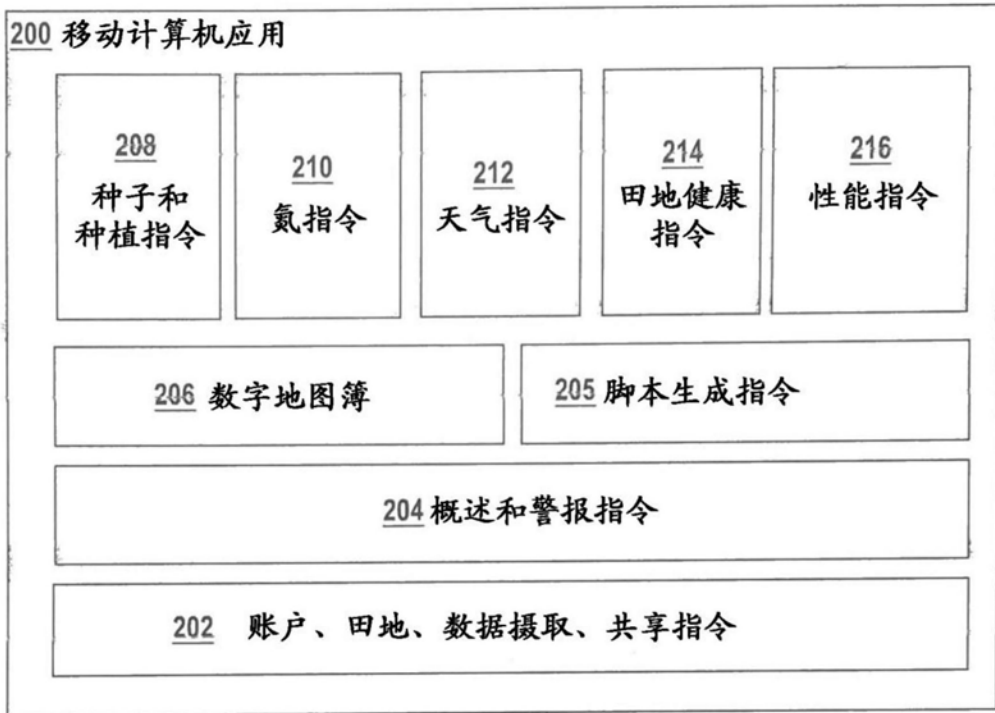 200 移动计算机应用
208
种子和
种植指令
210
氮指令
212
天气指令
214
田地健康
指令
216
性能指令
206 数字地图簿
205 脚本生成指令
204 概述和警报指令
202 账户、田地、数据摄取、共享指令